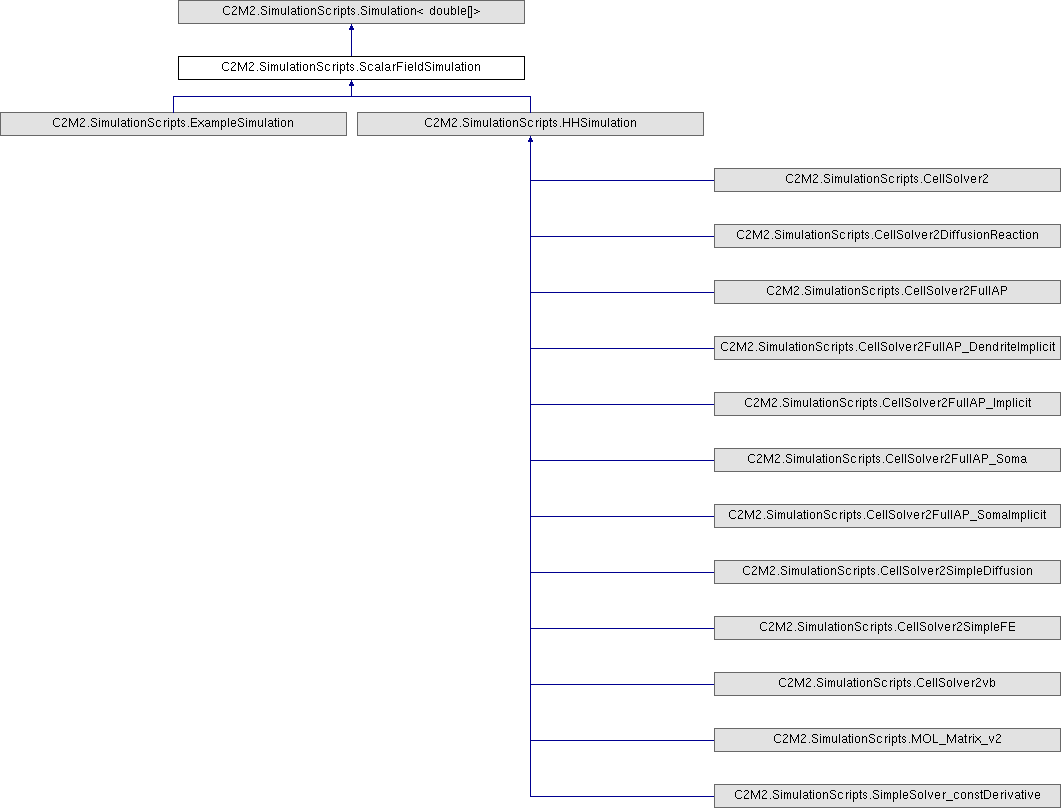 C2M2.SimulationScripts.Simulation< double[]>
C2M2.SimulationScripts.ScalarFieldSimulation
C2M2.SimulationScripts.ExampleSimulation
C2M2.SimulationScripts.HHSimulation
C2M2.SimulationScripts.CellSolver2
C2M2.SimulationScripts.CellSolver2DiffusionReaction
C2M2.SimulationScripts.CellSolver2FullAP
C2M2.SimulationScripts.CellSolver2FullAP_DendriteImplicit
C2M2.SimulationScripts.CellSolver2FullAP_Implicit
C2M2.SimulationScripts.CellSolver2FullAP_Soma
C2M2.SimulationScripts.CellSolver2FullAP_SomaImplicit
C2M2.SimulationScripts.CellSolver2SimpleDiffusion
C2M2.SimulationScripts.CellSolver2SimpleFE
C2M2.SimulationScripts.CellSolver2vb
C2M2.SimulationScripts.MOL_Matrix_v2
C2M2.SimulationScripts.SimpleSolver_constDerivative